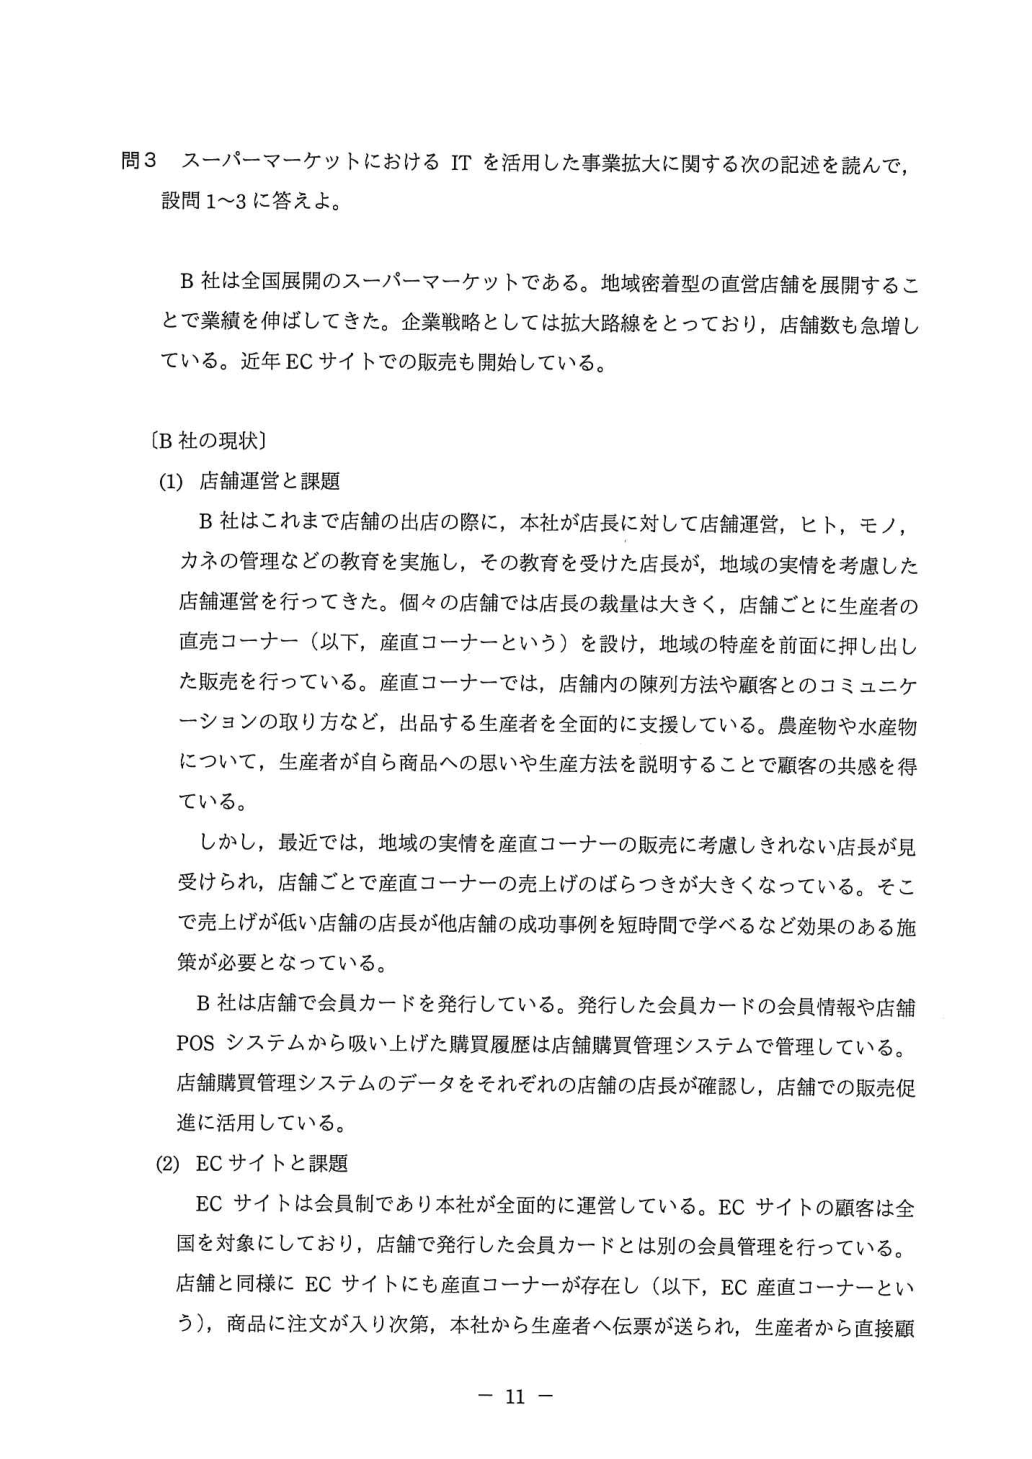 問3　スーパーマーケットにおける IT を活用した事業拡大に関する次の記述を読んで，
設問 1～3 に答えよ。
B 社は全国展開のスーパーマーケットである。地域密着型の直営店舗を展開するこ
とで業績を伸ばしてきた。企業戦略としては拡大路線をとっており，店舗数も急増し
ている。近年 EC サイトでの販売も開始している。
〔B 社の現状〕
(1) 店舗運営と課題
B 社はこれまで店舗の出店の際に，本社が店長に対して店舗運営，ヒト，モノ，
カネの管理などの教育を実施し，その教育を受けた店長が，地域の実情を考慮した
店舗運営を行ってきた。個々の店舗では店長の裁量は大きく，店舗ごとに生産者の
直売コーナー（以下，産直コーナーという）を設け，地域の特産を前面に押し出し
た販売を行っている。産直コーナーでは，店舗内の陳列方法や顧客とのコミュニケ
ーションの取り方など，出品する生産者を全面的に支援している。農産物や水産物
について，生産者が自ら商品への思いや生産方法を説明することで顧客の共感を得
ている。
しかし，最近では，地域の実情を産直コーナーの販売に考慮しきれない店長が見
受けられ，店舗ごとで産直コーナーの売上げのばらつきが大きくなっている。そこ
で売上げが低い店舗の店長が他店舗の成功事例を短時間で学べるなど効果のある施
策が必要となっている。
B 社は店舗で会員カードを発行している。発行した会員カードの会員情報や店舗
POS システムから吸い上げた購買履歴は店舗購買管理システムで管理している。
店舗購買管理システムのデータをそれぞれの店舗の店長が確認し，店舗での販売促
進に活用している。
(2) EC サイトと課題
EC サイトは会員制であり本社が全面的に運営している。EC サイトの顧客は全
国を対象にしており，店舗で発行した会員カードとは別の会員管理を行っている。
店舗と同様に EC サイトにも産直コーナーが存在し（以下，EC 産直コーナーとい
う），商品に注文が入り次第，本社から生産者へ伝票が送られ，生産者から直接顧
－ 11 －